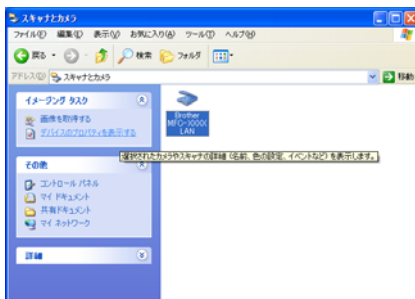 スキャナとカメラ
ファイル(F) 編集(E) 表示(V) お気に入り(A) ツール(T) ヘルプ(H)
戻る 検索 フォルダ
アドレス(D) スキャナとカメラ 移動
イメージング タスク
画像を取得する
デバイスのプロパティを表示する
Brother
MFC-XXXX
LAN
選択されたカメラやスキャナの詳細 (名前、色の設定、イベントなど) を表示します。
その他
コントロール パネル
マイ ドキュメント
共有ドキュメント
マイ ネットワーク
詳細